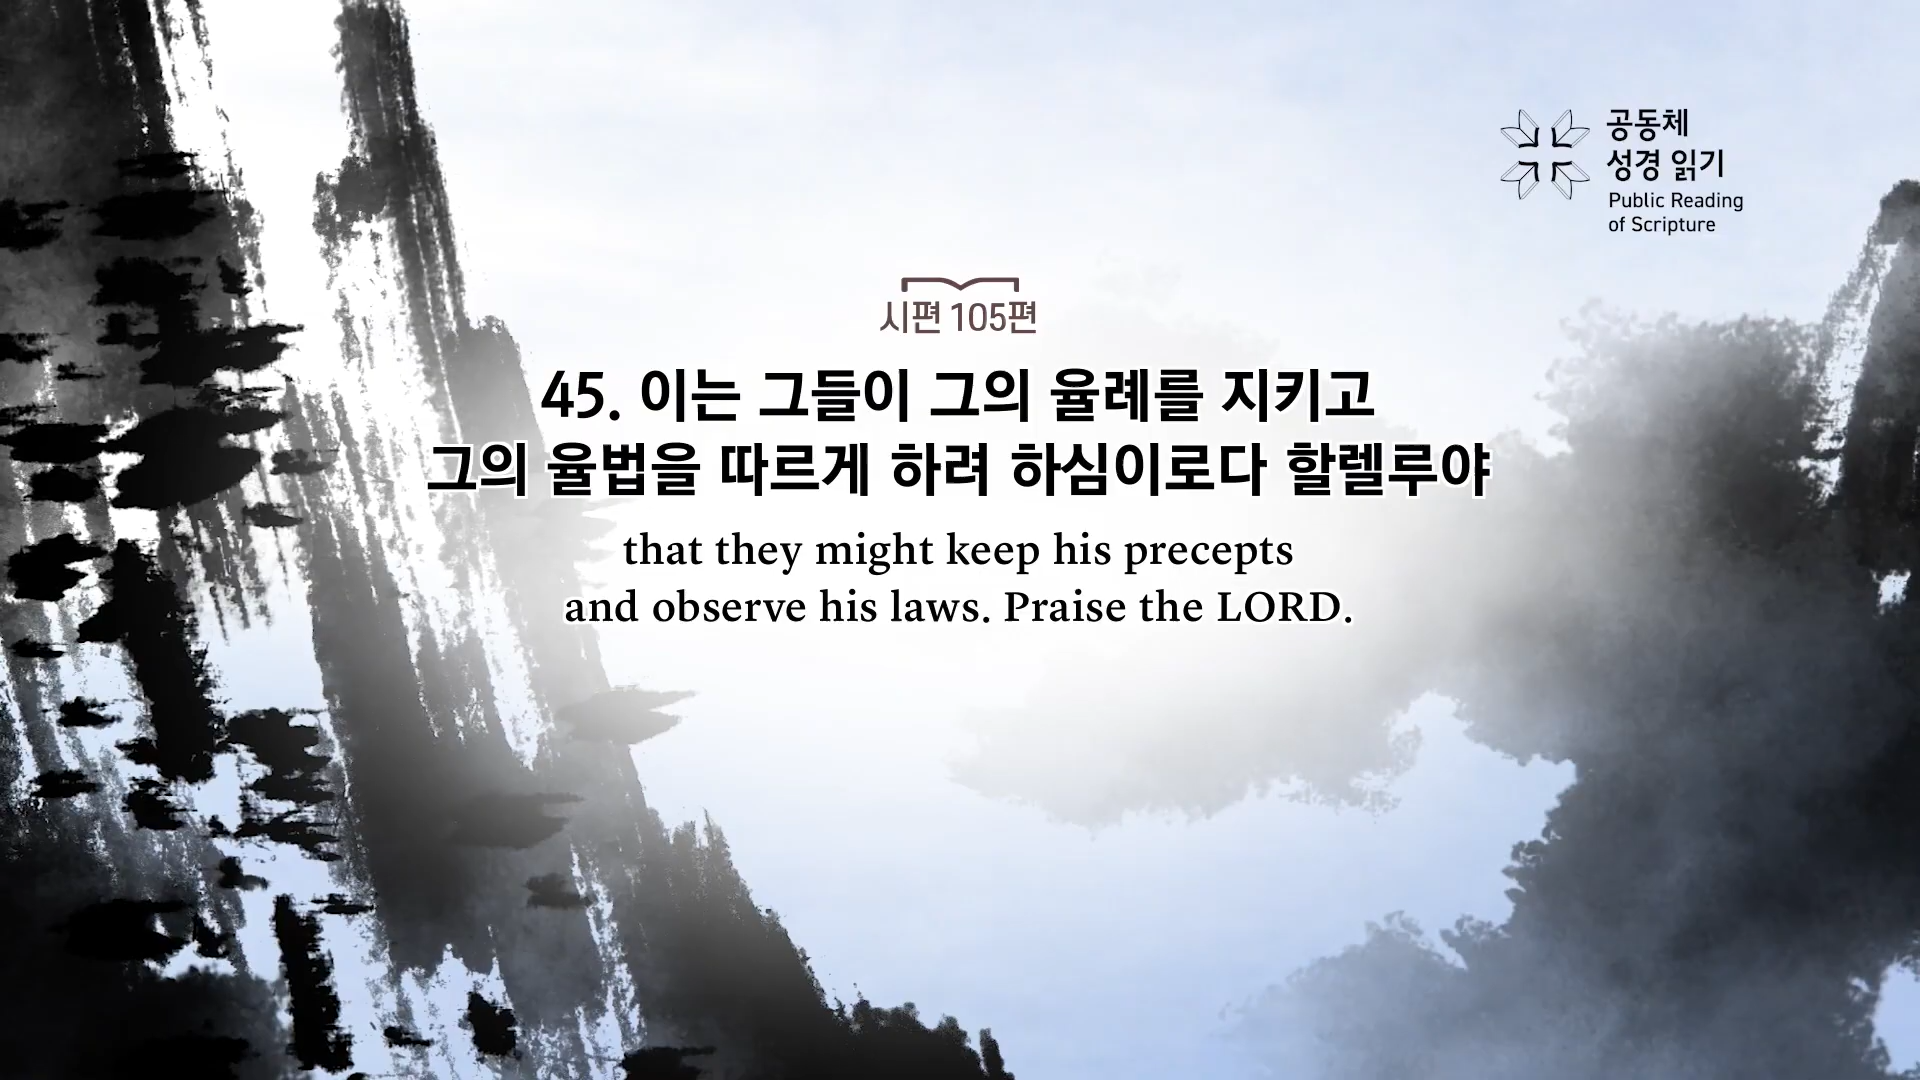 공동체
성경 읽기
Public Reading
of Scripture
시편 105편
45. 이는 그들이 그의 율례를 지키고
그의 율법을 따르게 하려 하심이로다 할렐루야
that they might keep his precepts
and observe his laws. Praise the LORD.